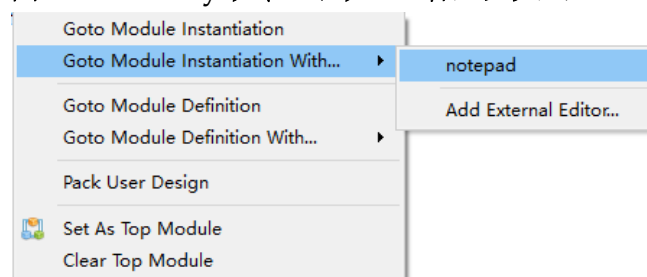 Goto Module Instantiation
Goto Module Instantiation With...
notepad
Add External Editor...
Goto Module Definition
Goto Module Definition With...
Pack User Design
Set As Top Module
Clear Top Module